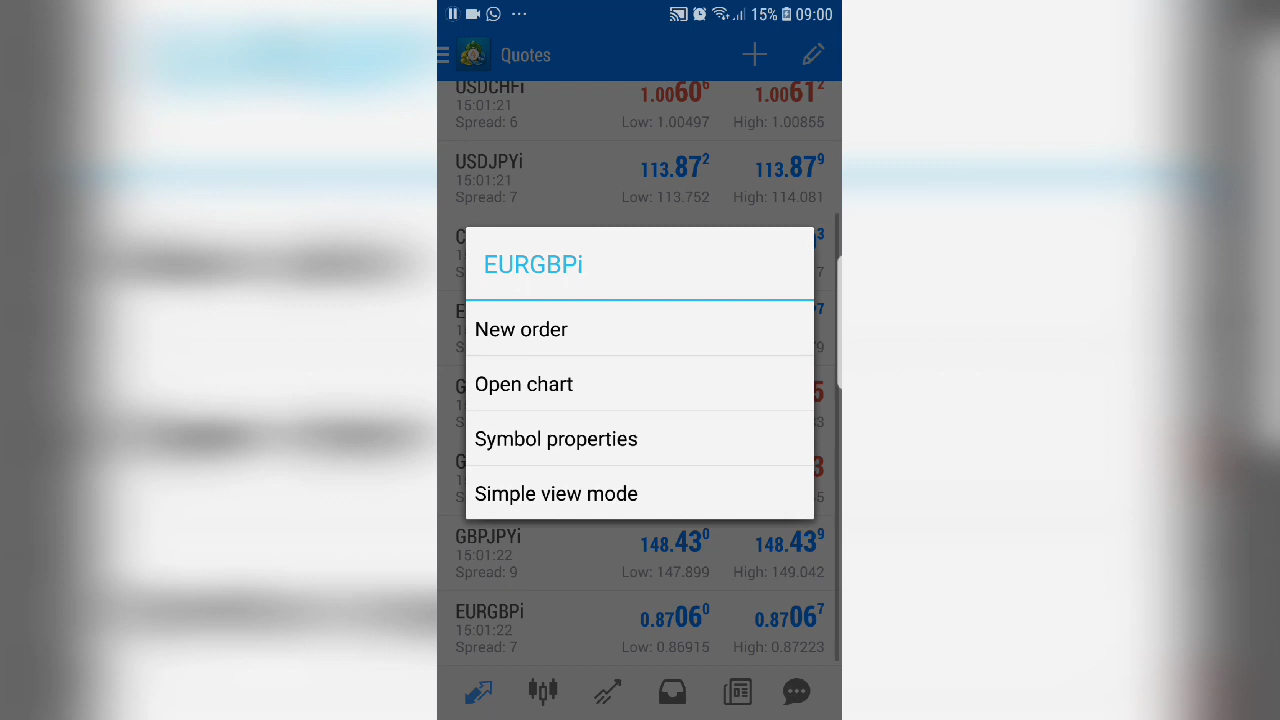 15% 09:00
Quotes
USDCHFi 1.00606 1.00612
15:01:21
Spread: 6 Low: 1.00497 High: 1.00855
USDJPYi 113.872 113.879
15:01:21
Spread: 7 Low: 113.752 High: 114.081
EURGBPi
New order
Open chart
Symbol properties
Simple view mode
GBPJPYi 148.430 148.439
15:01:22
Spread: 9 Low: 147.899 High: 149.042
EURGBPi 0.87060 0.87067
15:01:22
Spread: 7 Low: 0.86915 High: 0.87223